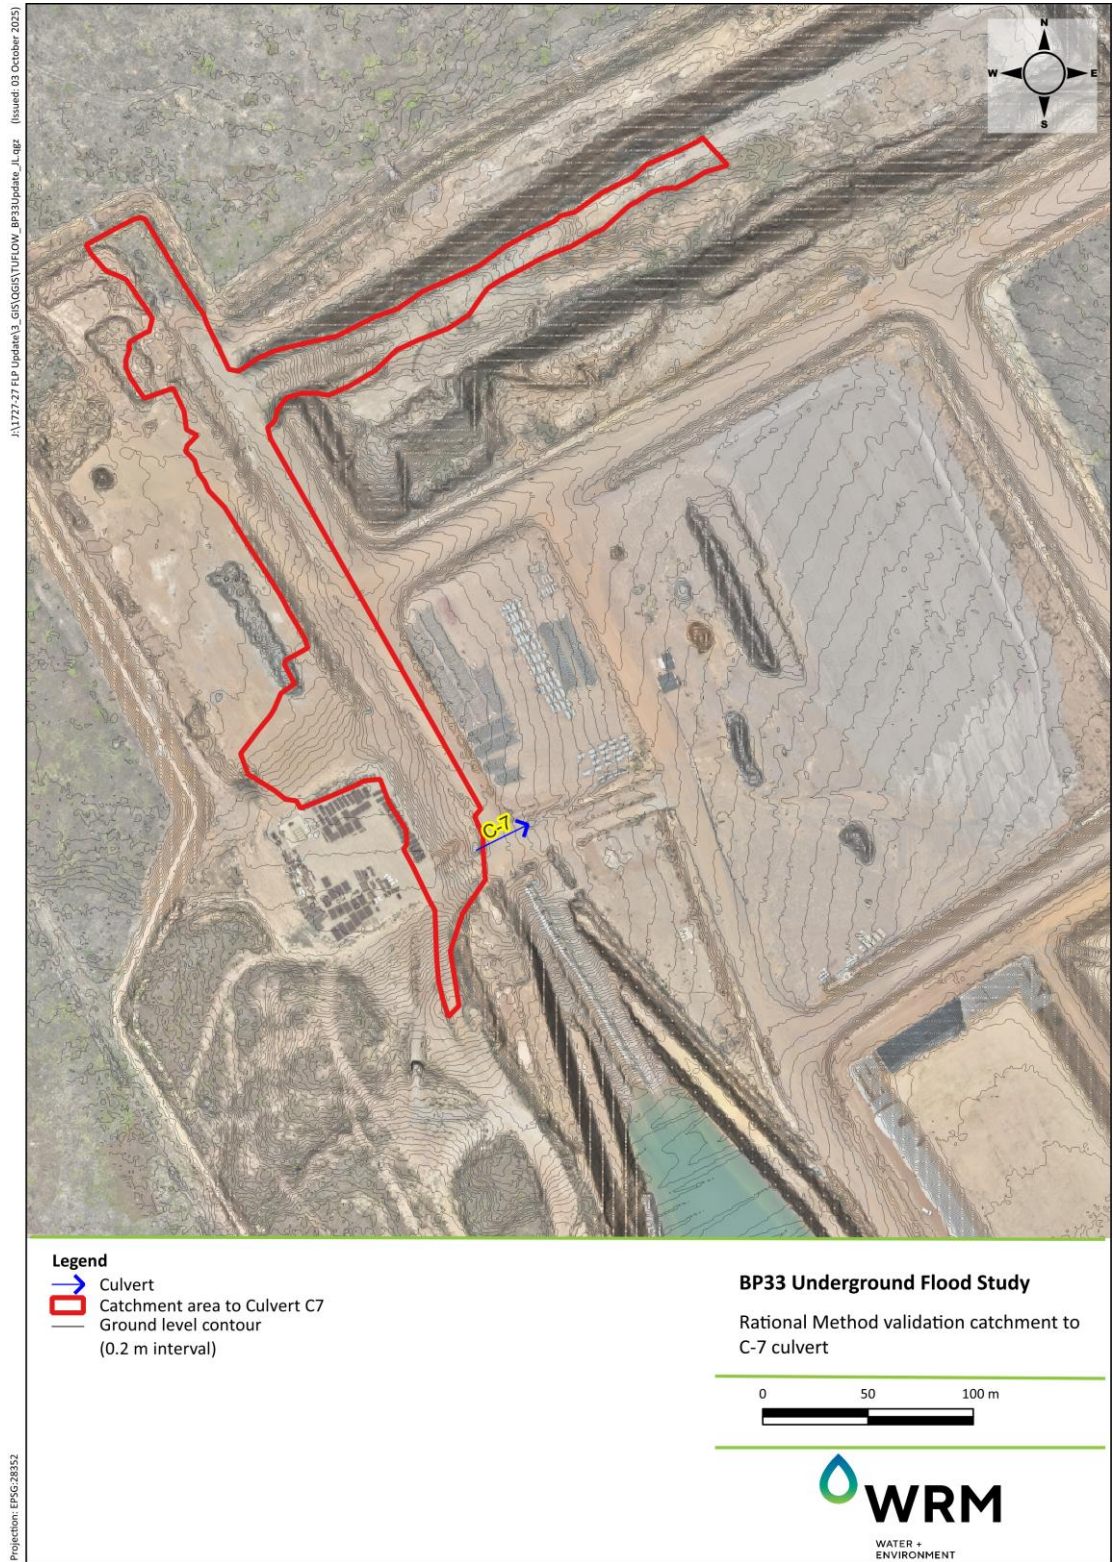 J:\1727-27 FLP Update\3_GIS\QGIS\TUFLOW_BP33Update_JL.qgz (Issued: 03 October 2025)
N
W
E
S
C-7
Legend
Culvert
Catchment area to Culvert C7
Ground level contour
(0.2 m interval)
BP33 Underground Flood Study
Rational Method validation catchment to
C-7 culvert
0 50 100 m
Projection: EPSG:28352
WRM
WATER +
ENVIRONMENT